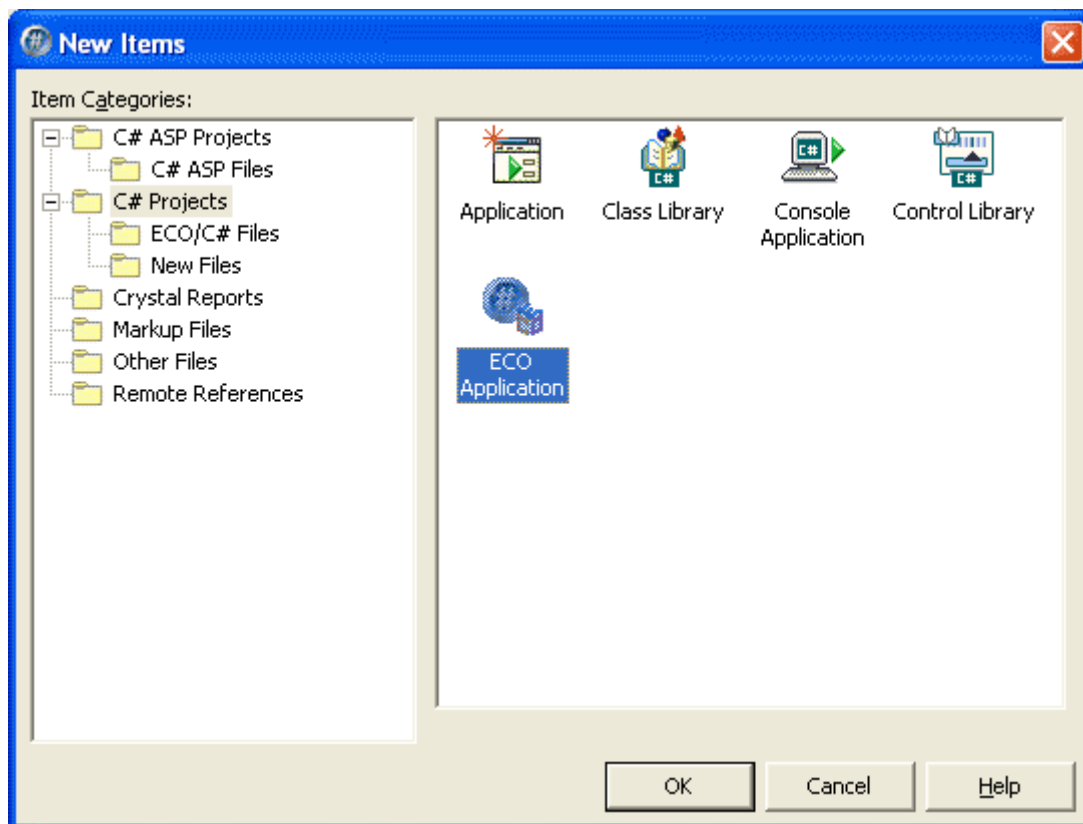 New Items
Item Categories:
C# ASP Projects
C# ASP Files
C# Projects
ECO/C# Files
New Files
Crystal Reports
Markup Files
Other Files
Remote References
C#
C#
C#
Application
Class Library
Console
Application
Control Library
ECO
Application
OK
Cancel
Help